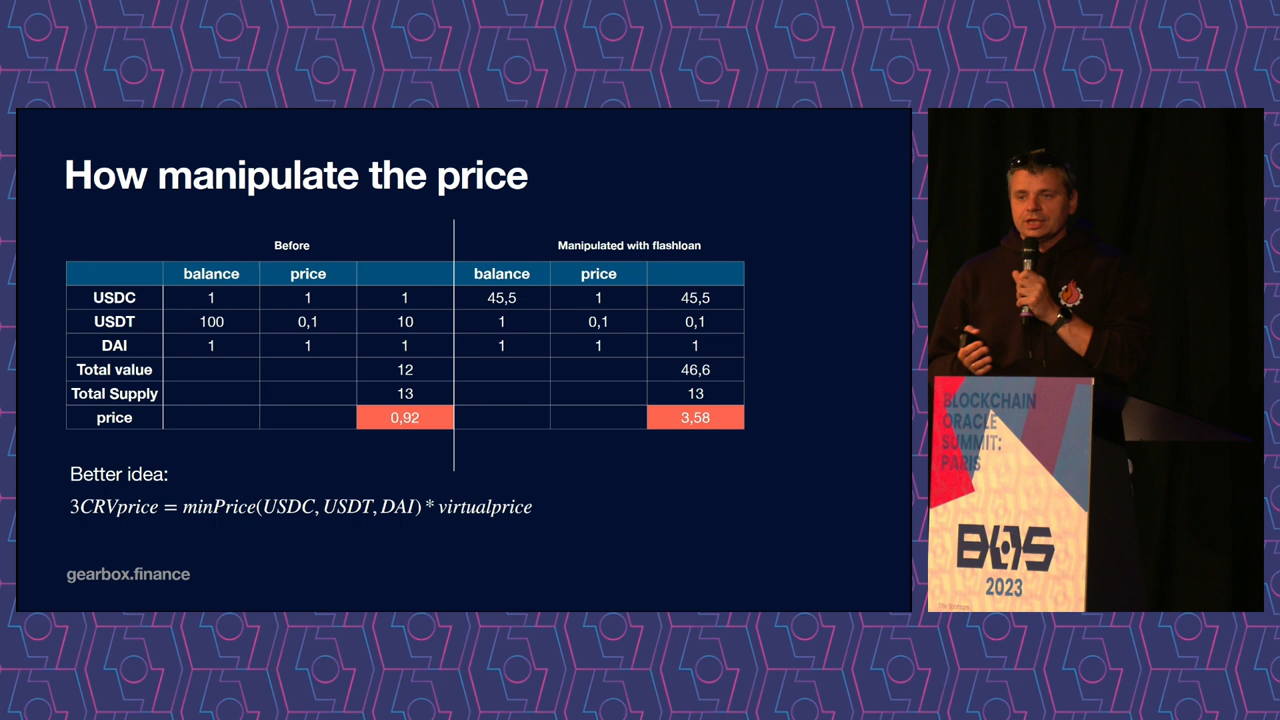 How manipulate the price
Before Manipulated with flashloan
balance price balance price
USDC 1 1 1 45,5 1 45,5
USDT 100 0,1 10 1 0,1 0,1
DAI 1 1 1 1 1 1
Total value 12 46,6
Total Supply 13 13
price 0,92 3,58
Better idea:
3CRVprice = minPrice(USDC, USDT, DAI) * virtualprice
gearbox.finance
BLOCKCHAIN
ORACLE
SUMMIT:
PARIS
BOS
2023